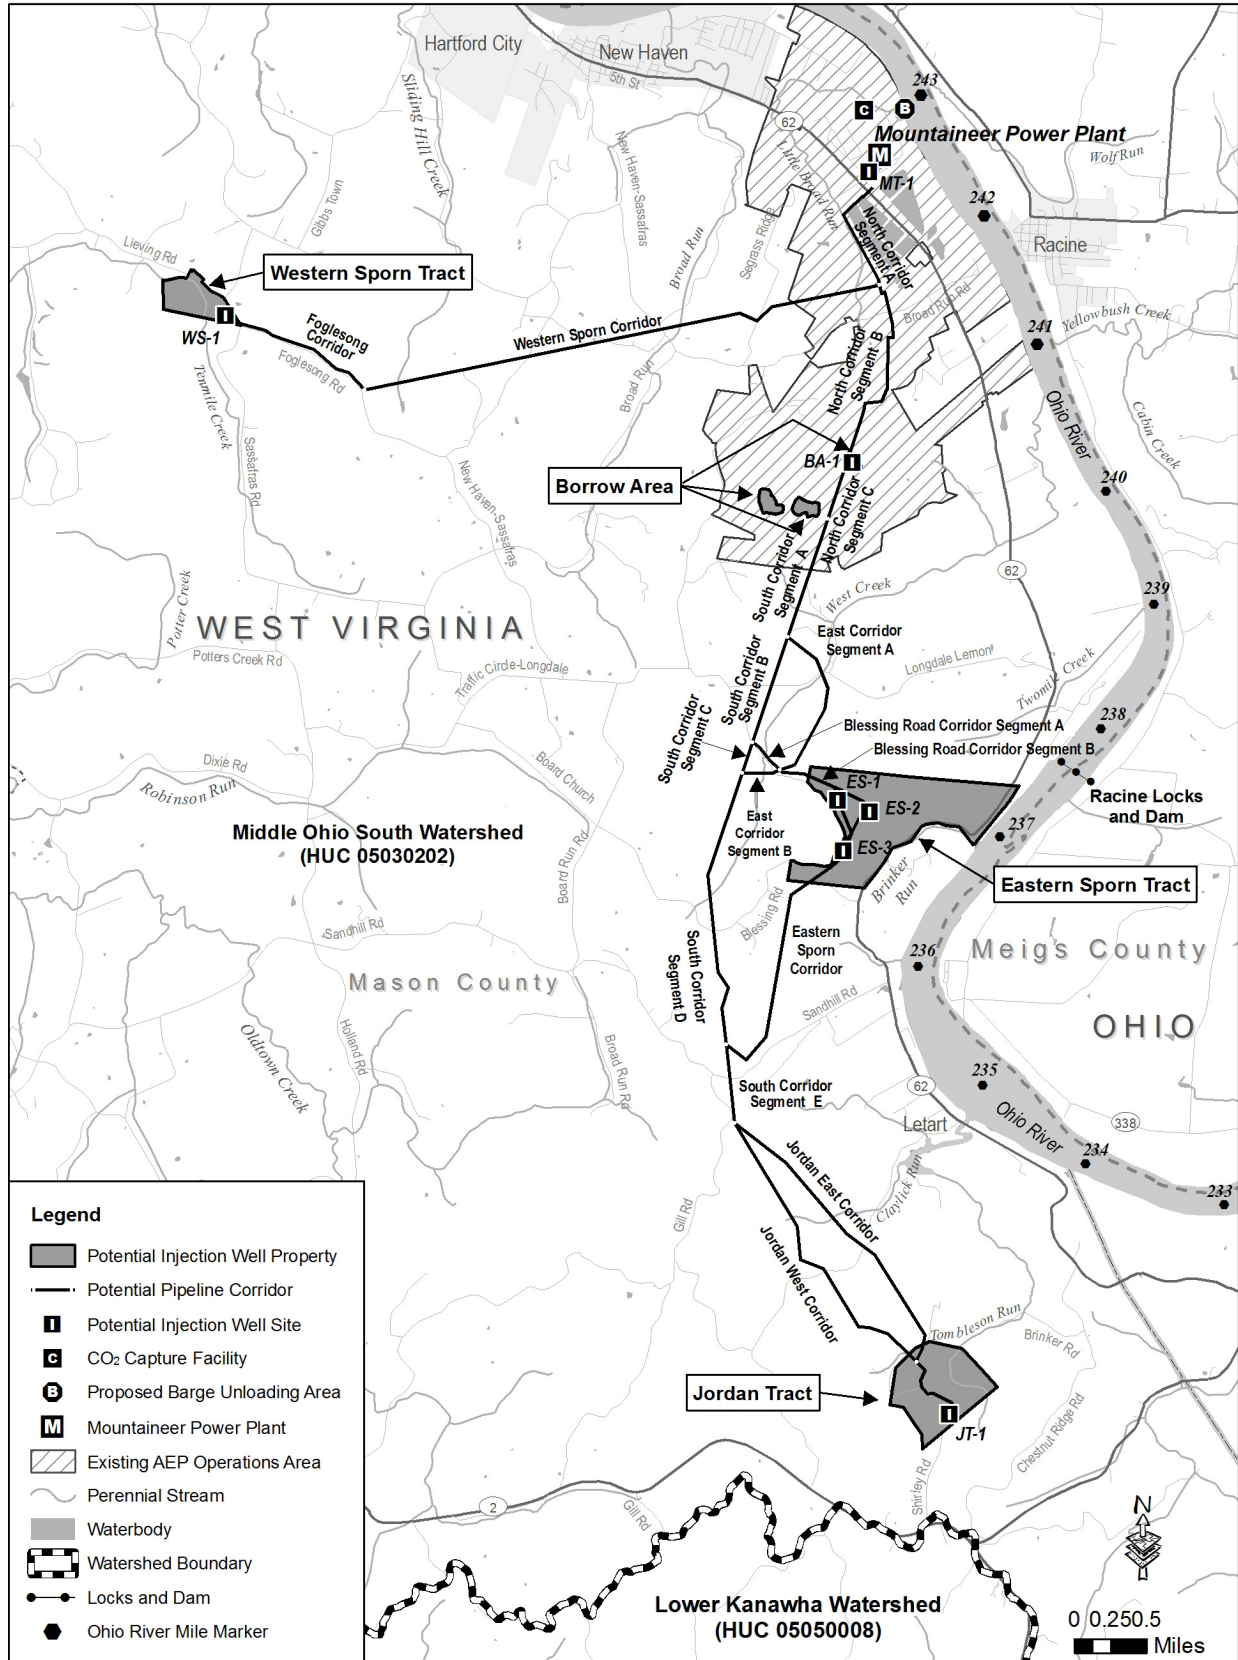 Hartford City
New Haven
5th St
243
Sliding Hill Creek
C
B
62
Mountaineer Power Plant
Wolf Run
Little Broad Run
New Haven-Sassafras
M
I
MT-1
Gibbs Town
242
Racine
North Corridor
Segment A
Segrass Ridge
Broad Run
Lieving Rd
Western Sporn Tract
Broad Run Rd
Yellowbush Creek
241
I
WS-1
Foglesong
Corridor
Western Sporn Corridor
North Corridor
Segment B
Foglesong Rd
Tenmile Creek
Broad Run
Ohio River
Cabin Creek
Sassafras Rd
BA-1
I
Borrow Area
240
New Haven-Sassafras
North Corridor
Segment C
South Corridor
Segment A
62
West Creek
239
Potter Creek
WEST VIRGINIA
East Corridor
Segment A
Potters Creek Rd
Traffic Circle-Longdale
Longdale Lemon
Twomile Creek
South Corridor
Segment B
238
South Corridor
Segment C
Blessing Road Corridor Segment A
Blessing Road Corridor Segment B
Dixie Rd
Board Church
Robinson Run
ES-1
I
I
ES-2
Racine Locks
and Dam
East
Corridor
Segment B
Middle Ohio South Watershed
(HUC 05030202)
237
I
ES-3
Board Run Rd
Brinker
Run
Eastern Sporn Tract
Blessing Rd
Sandhill Rd
South Corridor
Segment D
Eastern
Sporn
Corridor
236
Meigs County
Mason County
Sandhill Rd
OHIO
Oldtown Creek
Holland Rd
Broad Run Rd
235
South Corridor
Segment E
62
Letart
Ohio River
338
234
Jordan East Corridor
Claylick Run
233
Gill Rd
Jordan West Corridor
Tombleson Run
Brinker Rd
Jordan Tract
I
JT-1
Chestnut Ridge Rd
Shirley Rd
2
Gill Rd
N
Lower Kanawha Watershed
(HUC 05050008)
0 0.25 0.5
Miles
Legend
Potential Injection Well Property
Potential Pipeline Corridor
I Potential Injection Well Site
C CO₂ Capture Facility
B Proposed Barge Unloading Area
M Mountaineer Power Plant
Existing AEP Operations Area
Perennial Stream
Waterbody
Watershed Boundary
Locks and Dam
Ohio River Mile Marker